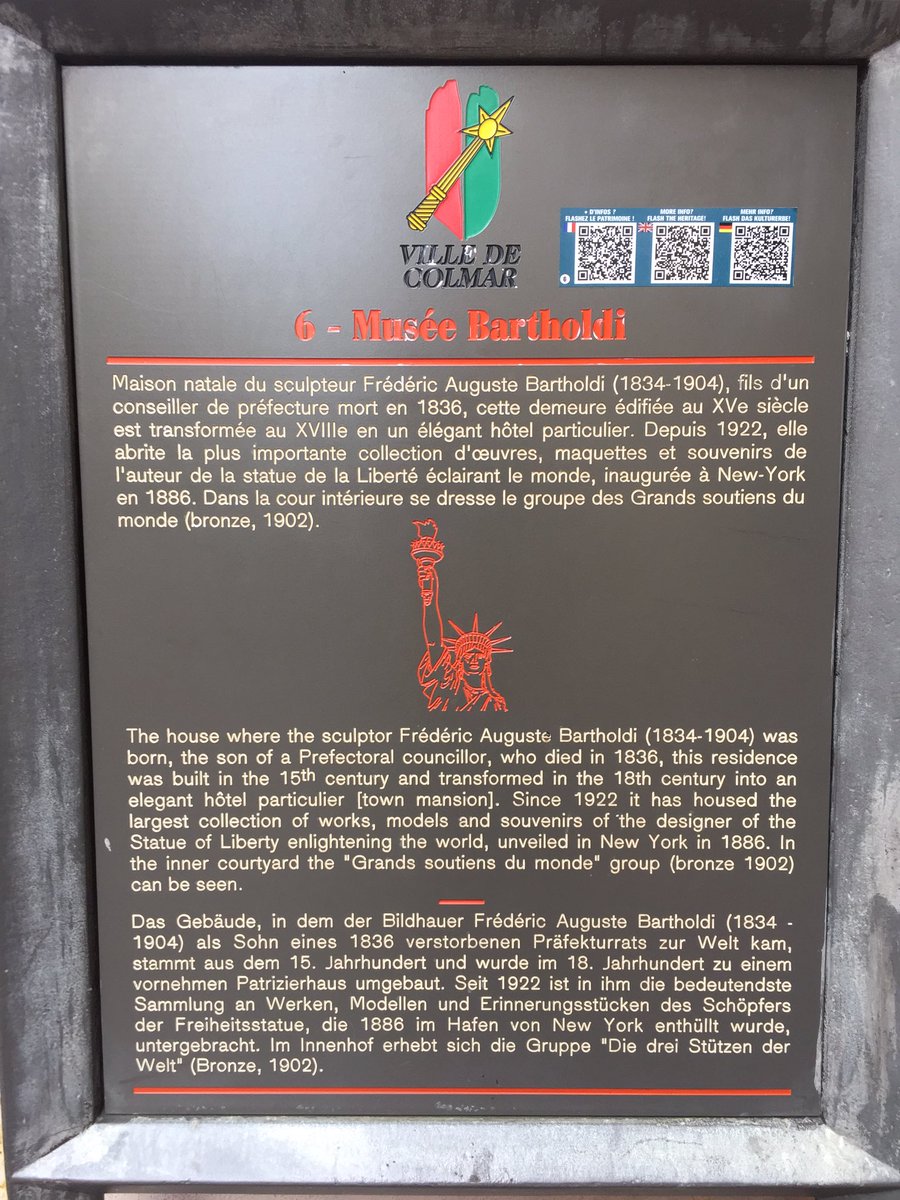 VILLE DE
COLMAR
+ D'INFOS ?
FLASHEZ LE PATRIMOINE !
MORE INFO?
FLASH THE HERITAGE!
MEHR INFO?
FLASH DAS KULTURERBE!
6
6 - Musée Bartholdi
Maison natale du sculpteur Frédéric Auguste Bartholdi (1834-1904), fils d'un
conseiller de préfecture mort en 1836, cette demeure édifiée au XVe siècle
est transformée au XVIIIe en un élégant hôtel particulier. Depuis 1922, elle
abrite la plus importante collection d'œuvres, maquettes et souvenirs de
l'auteur de la statue de la Liberté éclairant le monde, inaugurée à New-York
en 1886. Dans la cour intérieure se dresse le groupe des Grands soutiens du
monde (bronze, 1902).
The house where the sculptor Frédéric Auguste Bartholdi (1834-1904) was
born, the son of a Prefectoral councillor, who died in 1836, this residence
was built in the 15th century and transformed in the 18th century into an
elegant hôtel particulier [town mansion]. Since 1922 it has housed the
largest collection of works, models and souvenirs of the designer of the
Statue of Liberty enlightening the world, unveiled in New York in 1886. In
the inner courtyard the "Grands soutiens du monde" group (bronze 1902)
can be seen.
Das Gebäude, in dem der Bildhauer Frédéric Auguste Bartholdi (1834 -
1904) als Sohn eines 1836 verstorbenen Präfekturrats zur Welt kam,
stammt aus dem 15. Jahrhundert und wurde im 18. Jahrhundert zu einem
vornehmen Patrizierhaus umgebaut. Seit 1922 ist in ihm die bedeutendste
Sammlung an Werken, Modellen und Erinnerungsstücken des Schöpfers
der Freiheitsstatue, die 1886 im Hafen von New York enthüllt wurde,
untergebracht. Im Innenhof erhebt sich die Gruppe "Die drei Stützen der
Welt" (Bronze, 1902).